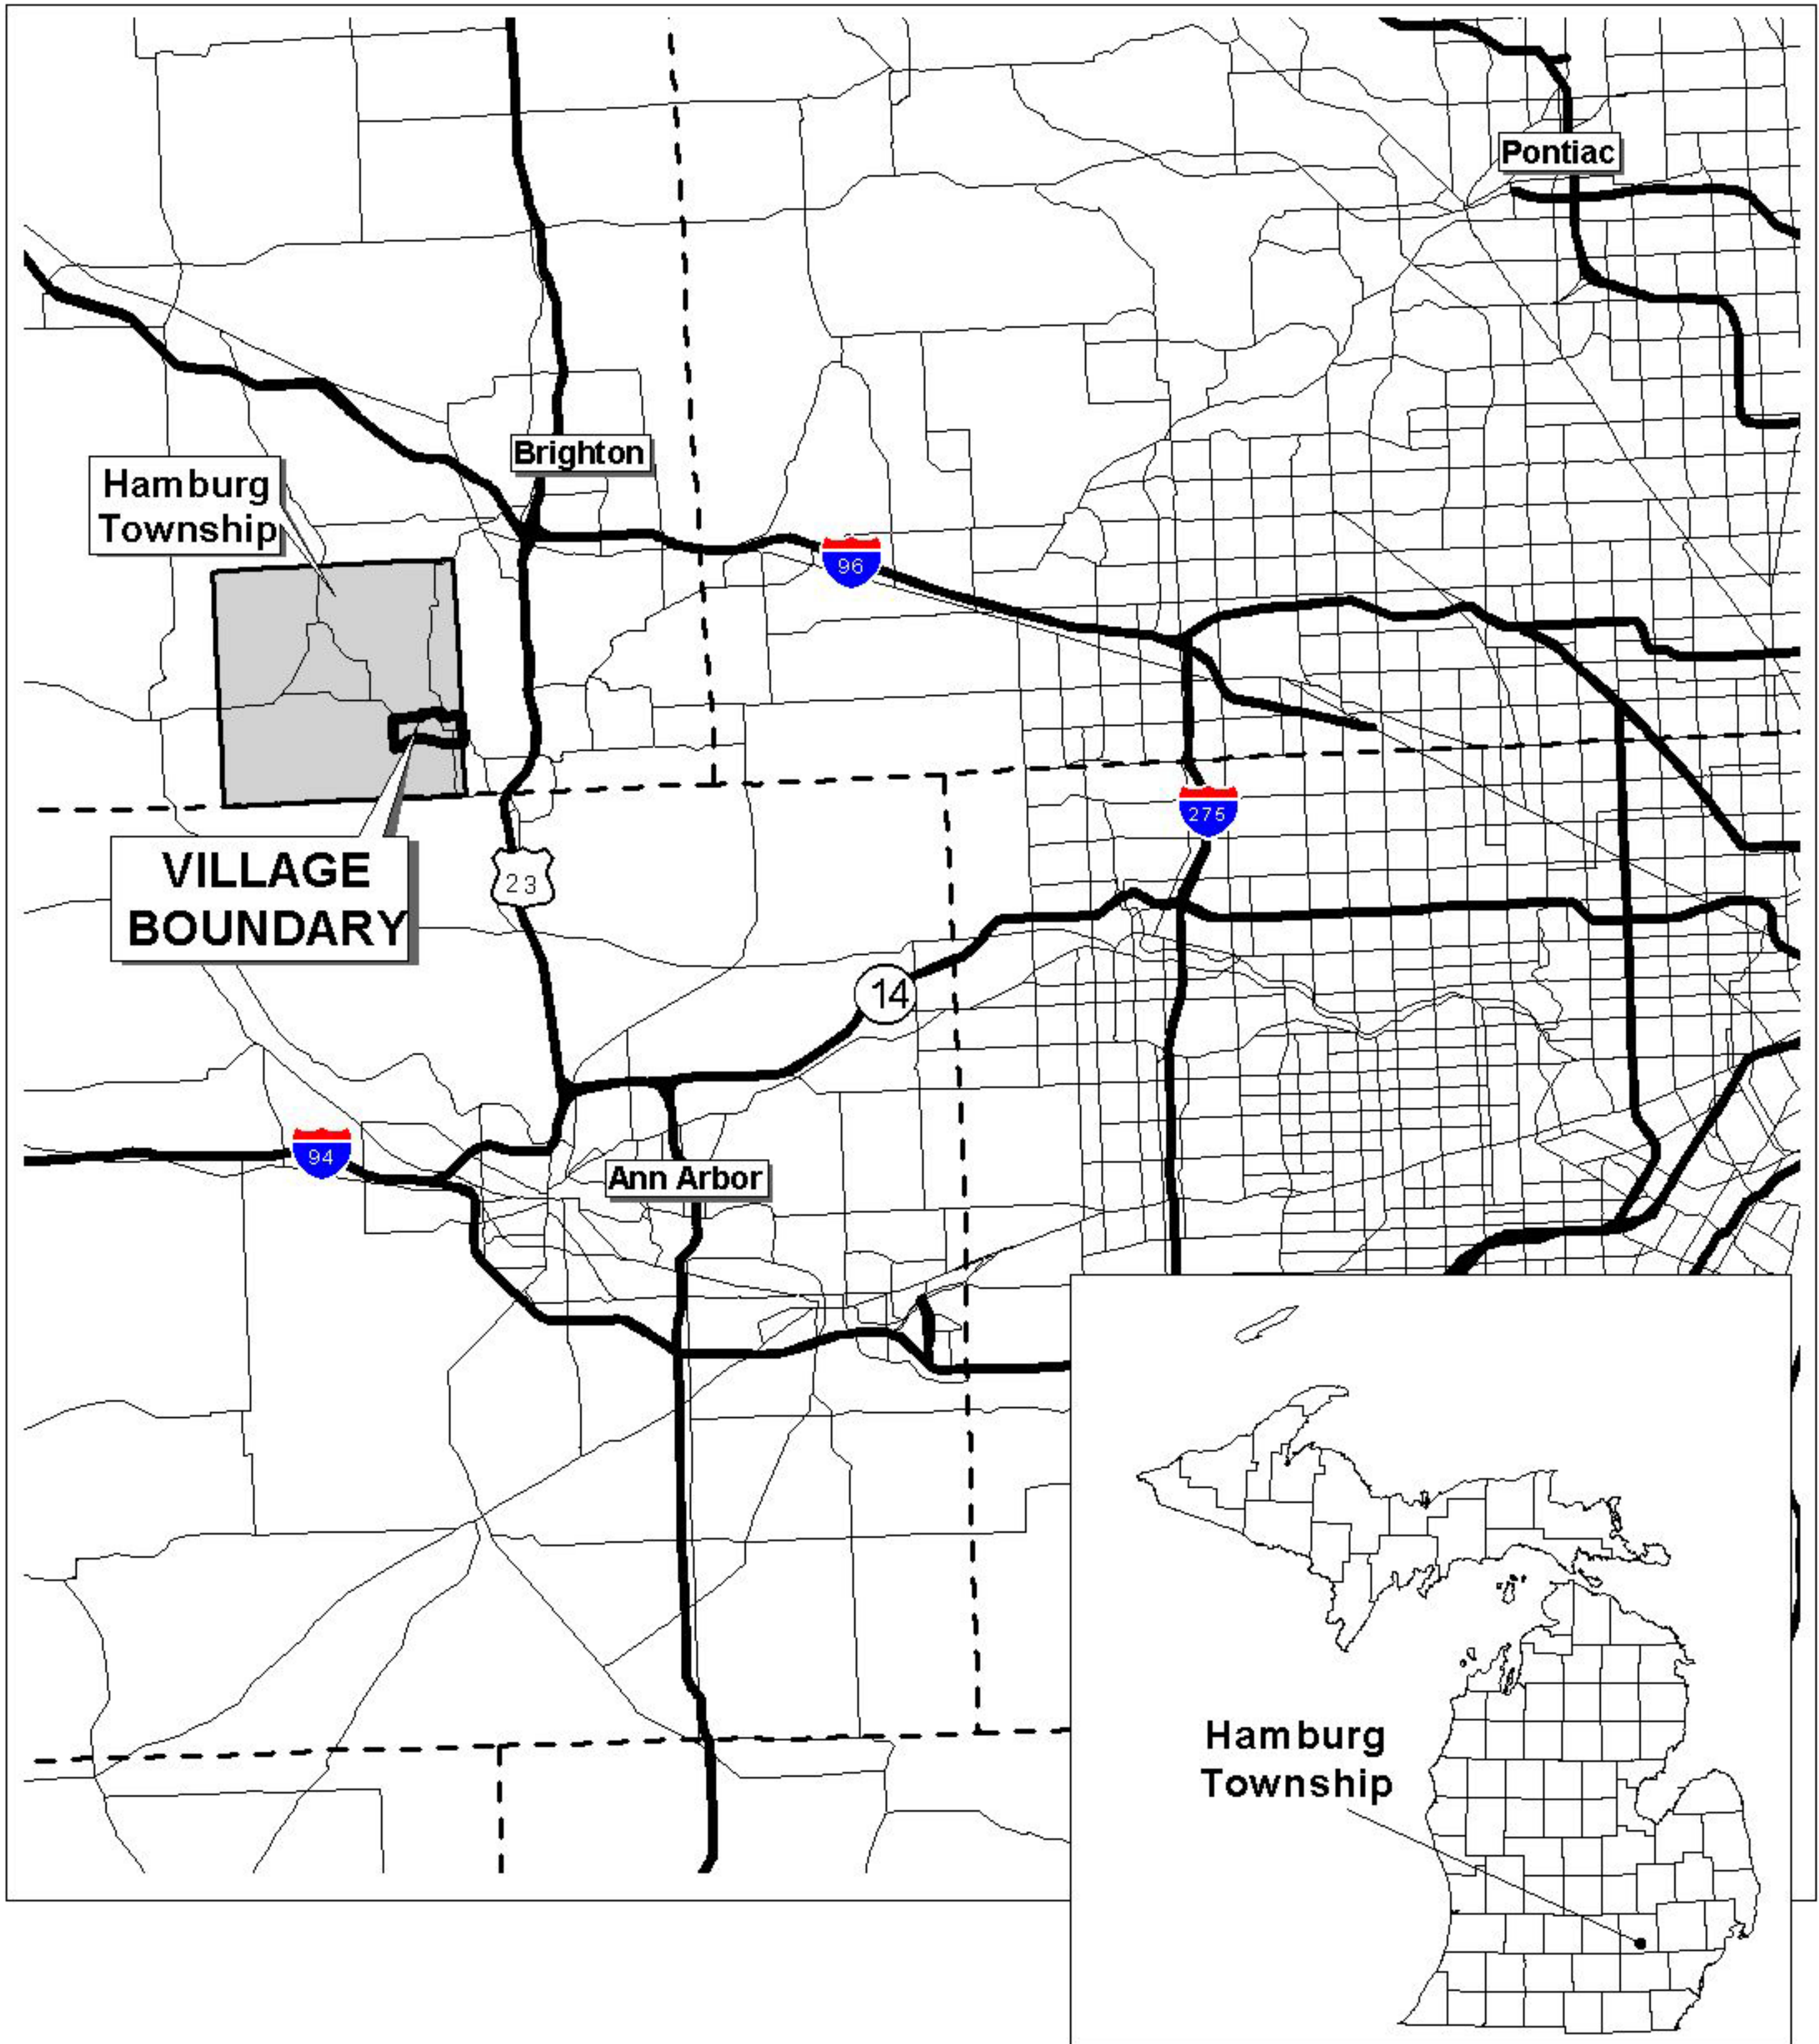 Pontiac
Brighton
Hamburg
Township
96
275
VILLAGE
BOUNDARY
23
14
94
Ann Arbor
Hamburg
Township